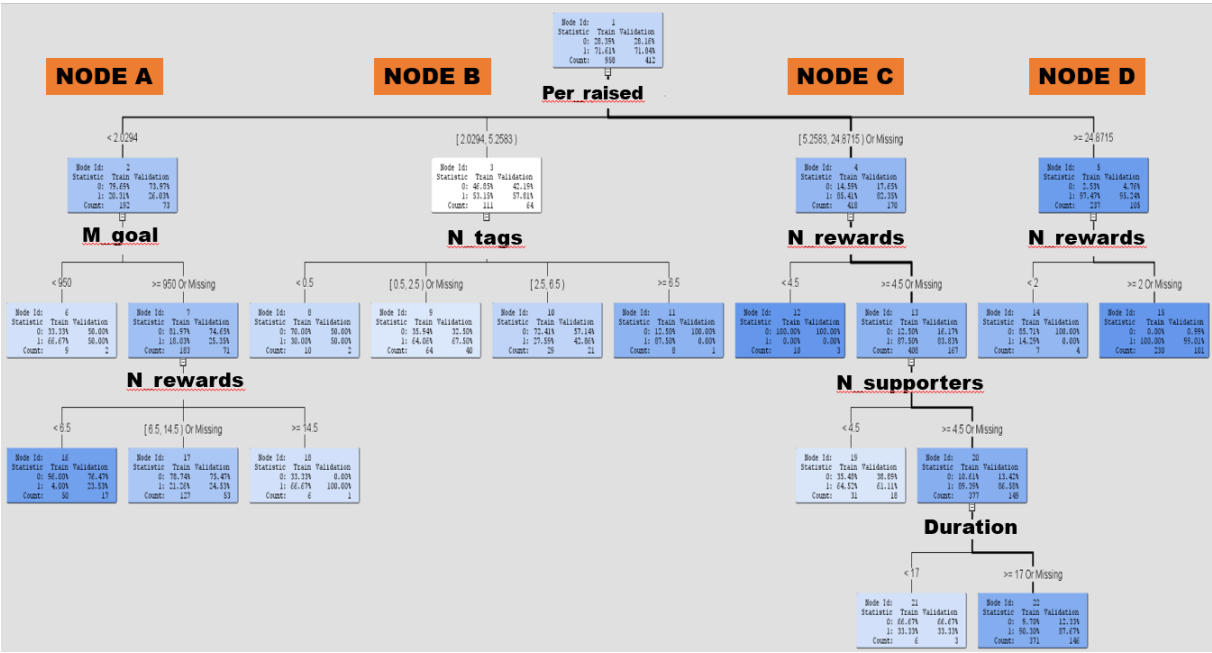 Node Id: 1
Statistic Train Validation
0: 28.39% 28.16%
1: 71.61% 71.84%
Count: 958 412
NODE A
NODE B
NODE C
NODE D
Per_raised
< 2.0294
[ 2.0294, 5.2583 )
[ 5.2583, 24.8715 ) Or Missing
>= 24.8715
Node Id: 2
Statistic Train Validation
0: 79.69% 73.97%
1: 20.31% 26.03%
Count: 192 73
Node Id: 3
Statistic Train Validation
0: 46.85% 42.19%
1: 53.15% 57.81%
Count: 111 64
Node Id: 4
Statistic Train Validation
0: 14.59% 17.65%
1: 85.41% 82.35%
Count: 418 170
Node Id: 5
Statistic Train Validation
0: 2.53% 4.76%
1: 97.47% 95.24%
Count: 237 105
M_goal
N_tags
N_rewards
N_rewards
< 950
>= 950 Or Missing
< 0.5
[ 0.5, 2.5 ) Or Missing
[ 2.5, 6.5 )
>= 6.5
< 4.5
>= 4.5 Or Missing
< 2
>= 2 Or Missing
Node Id: 6
Statistic Train Validation
0: 33.33% 50.00%
1: 66.67% 50.00%
Count: 9 2
Node Id: 7
Statistic Train Validation
0: 81.97% 74.65%
1: 18.03% 25.35%
Count: 183 71
Node Id: 8
Statistic Train Validation
0: 70.00% 50.00%
1: 30.00% 50.00%
Count: 10 2
Node Id: 9
Statistic Train Validation
0: 35.94% 32.50%
1: 64.06% 67.50%
Count: 64 40
Node Id: 10
Statistic Train Validation
0: 72.41% 57.14%
1: 27.59% 42.86%
Count: 29 21
Node Id: 11
Statistic Train Validation
0: 12.50% 100.00%
1: 87.50% 0.00%
Count: 8 1
Node Id: 12
Statistic Train Validation
0: 100.00% 100.00%
1: 0.00% 0.00%
Count: 10 3
Node Id: 13
Statistic Train Validation
0: 12.50% 16.17%
1: 87.50% 83.83%
Count: 408 167
Node Id: 14
Statistic Train Validation
0: 85.71% 100.00%
1: 14.29% 0.00%
Count: 7 4
Node Id: 15
Statistic Train Validation
0: 0.00% 0.99%
1: 100.00% 99.01%
Count: 230 101
N_rewards
N_supporters
< 6.5
[ 6.5, 14.5 ) Or Missing
>= 14.5
< 4.5
>= 4.5 Or Missing
Node Id: 16
Statistic Train Validation
0: 96.00% 76.47%
1: 4.00% 23.53%
Count: 50 17
Node Id: 17
Statistic Train Validation
0: 78.74% 75.47%
1: 21.26% 24.53%
Count: 127 53
Node Id: 18
Statistic Train Validation
0: 33.33% 0.00%
1: 66.67% 100.00%
Count: 6 1
Node Id: 19
Statistic Train Validation
0: 35.48% 38.89%
1: 64.52% 61.11%
Count: 31 18
Node Id: 20
Statistic Train Validation
0: 10.61% 13.42%
1: 89.39% 86.58%
Count: 377 149
Duration
< 17
>= 17 Or Missing
Node Id: 21
Statistic Train Validation
0: 66.67% 66.67%
1: 33.33% 33.33%
Count: 6 3
Node Id: 22
Statistic Train Validation
0: 9.70% 12.33%
1: 90.30% 87.67%
Count: 371 146